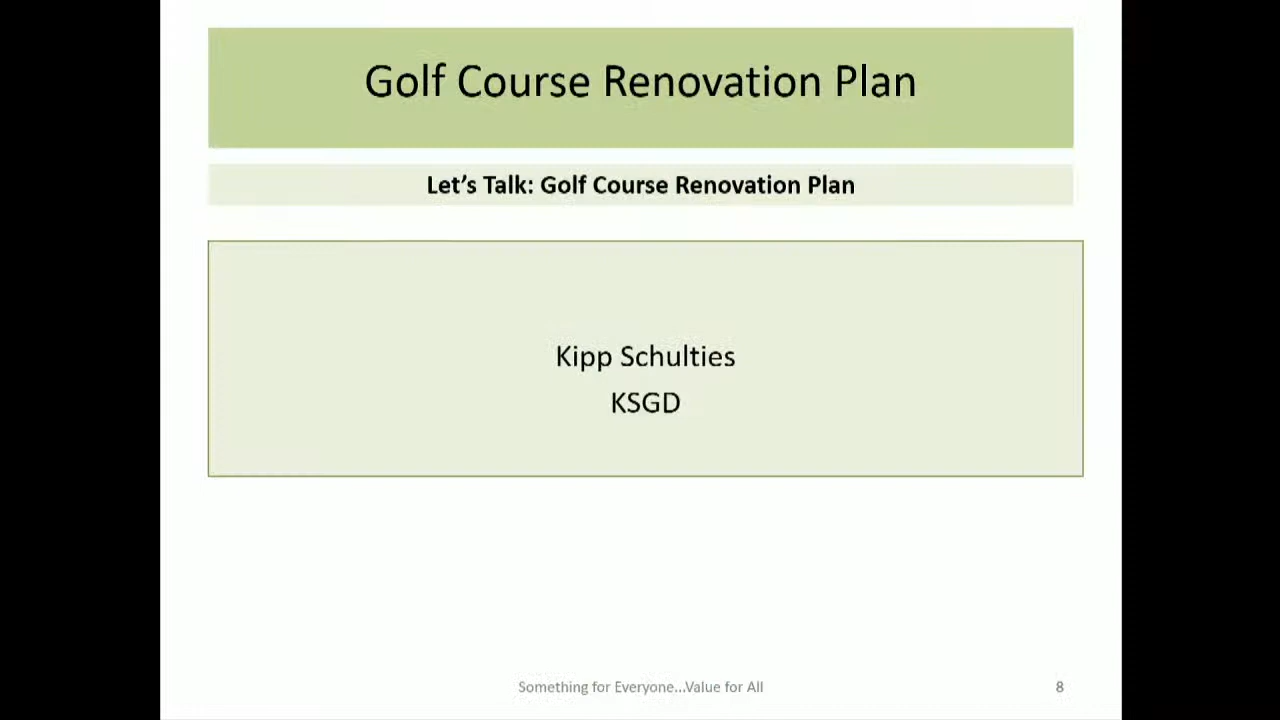 Golf Course Renovation Plan
Let’s Talk: Golf Course Renovation Plan
Kipp Schulties
KSGD
Something for Everyone...Value for All
8